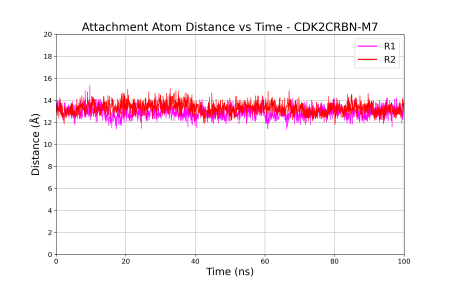 Attachment Atom Distance vs Time - CDK2CRBN-M7
R1
R2
Distance (Å)
20
18
16
14
12
10
8
6
4
2
0
0 20 40 60 80 100
Time (ns)